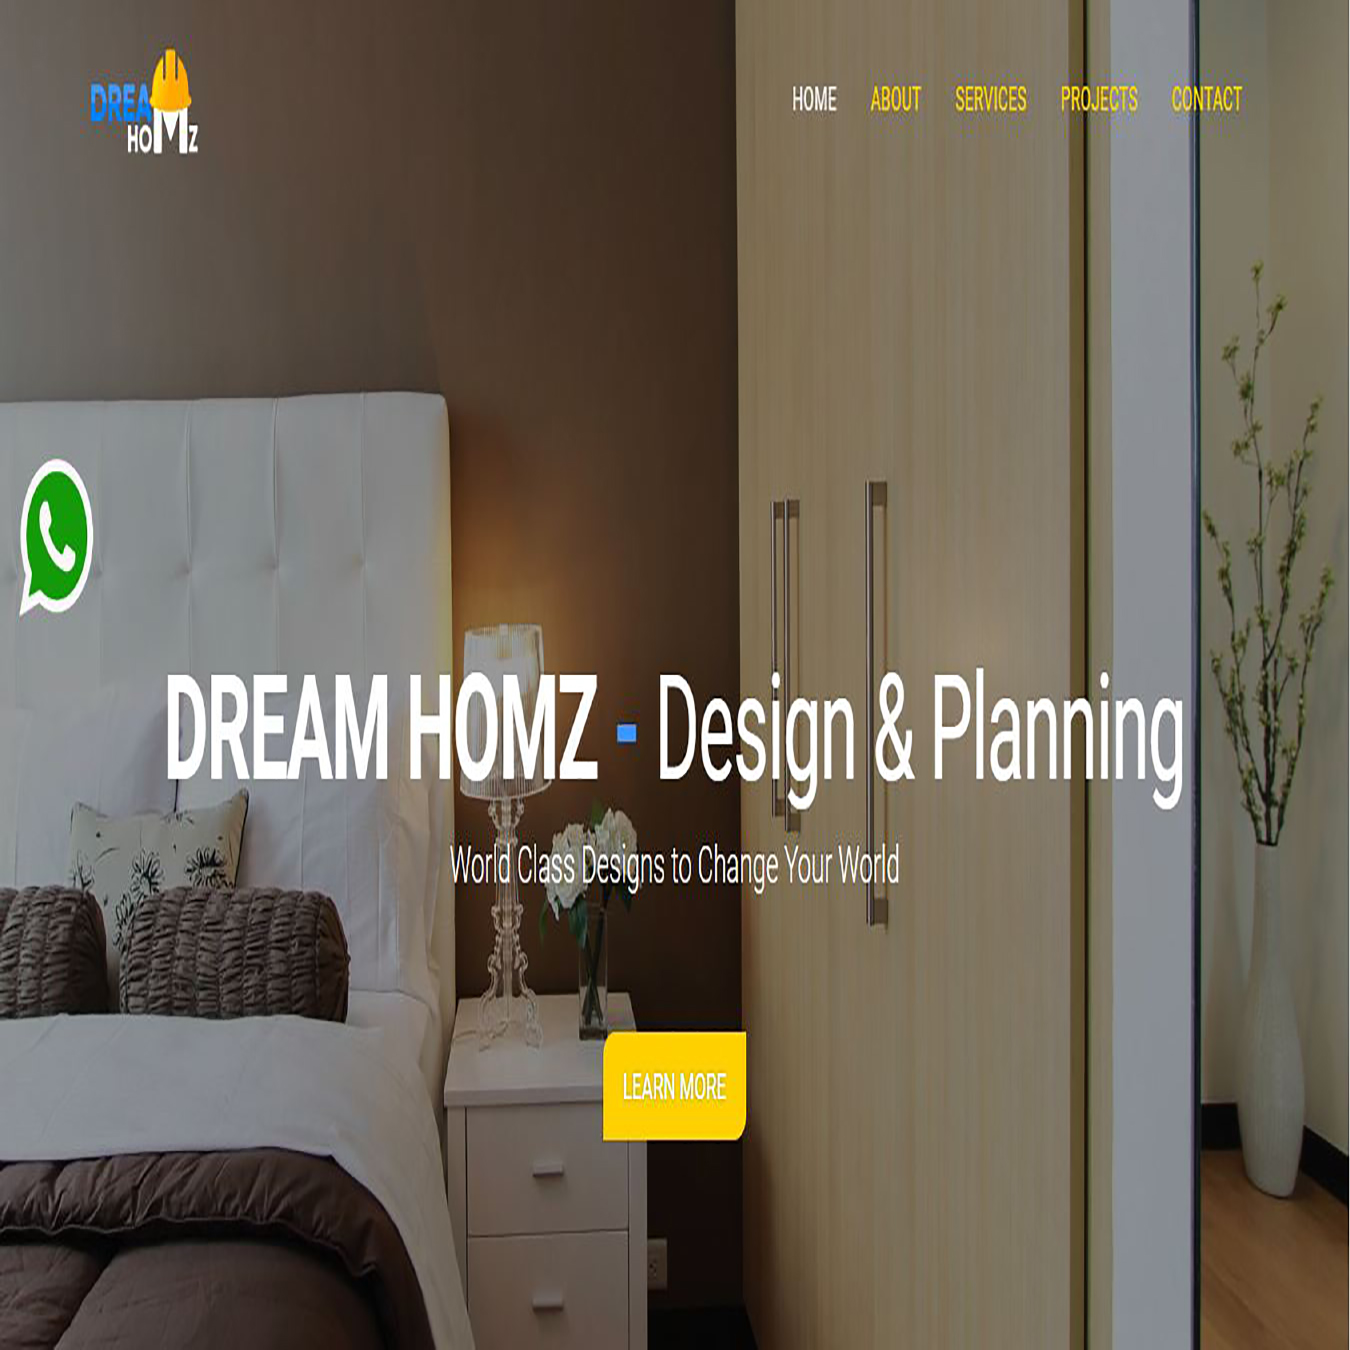 DREAM
HOMZ
HOME ABOUT SERVICES PROJECTS CONTACT
DREAM HOMZ - Design & Planning
World Class Designs to Change Your World
LEARN MORE